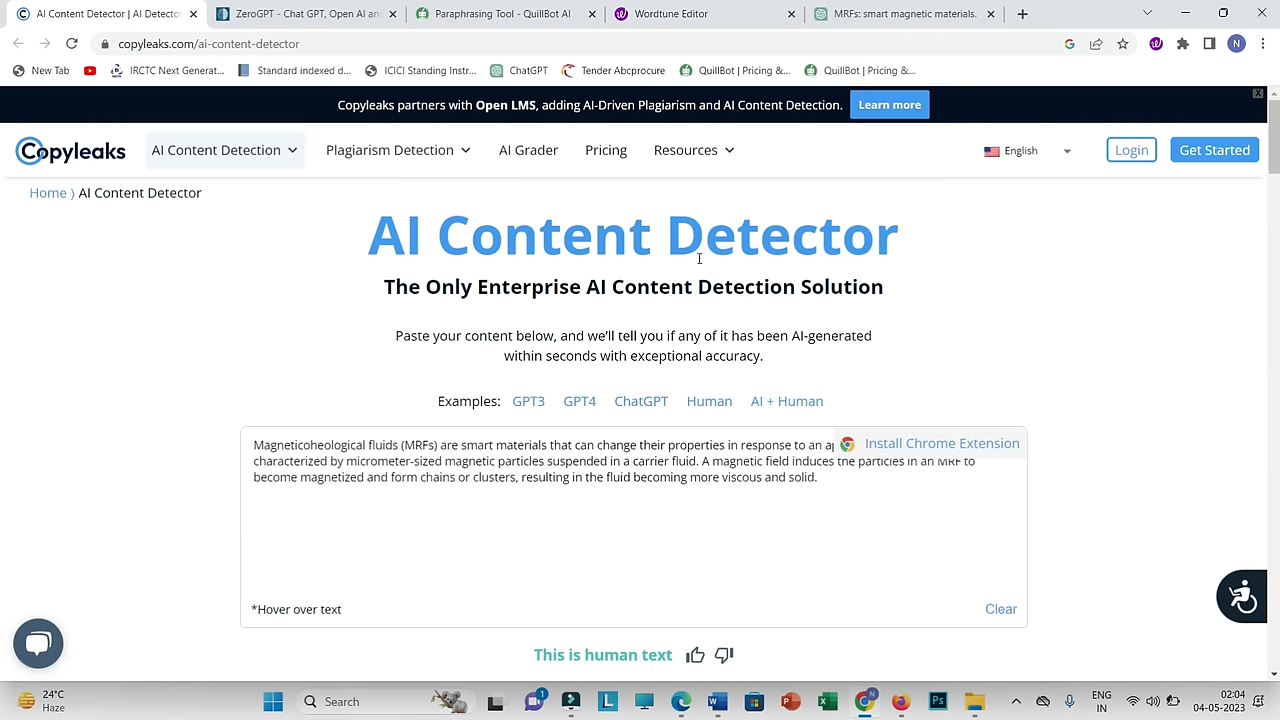 AI Content Detector | AI Detecto
ZeroGPT - Chat GPT, Open AI an
Paraphrasing Tool - QuillBot AI
Wordtune Editor
MRFs: smart magnetic materials.
copyleaks.com/ai-content-detector
N
New Tab
IRCTC Next Generat...
Standard indexed d...
ICICI Standing Instr...
ChatGPT
Tender Abcprocure
QuillBot | Pricing &...
QuillBot | Pricing &...
Copyleaks partners with Open LMS, adding AI-Driven Plagiarism and AI Content Detection.
Learn more
X
Copyleaks
AI Content Detection
Plagiarism Detection
AI Grader
Pricing
Resources
English
Login
Get Started
Home ⟩ AI Content Detector
AI Content Detector
The Only Enterprise AI Content Detection Solution
Paste your content below, and we'll tell you if any of it has been AI-generated
within seconds with exceptional accuracy.
Examples: GPT3 GPT4 ChatGPT Human AI + Human
Magneticoheological fluids (MRFs) are smart materials that can change their properties in response to an
Install Chrome Extension
characterized by micrometer-sized magnetic particles suspended in a carrier fluid. A magnetic field induces the particles in an MRF to
become magnetized and form chains or clusters, resulting in the fluid becoming more viscous and solid.
*Hover over text
Clear
This is human text
24°C
Haze
Search
1
N
ENG
IN
02:04
04-05-2023